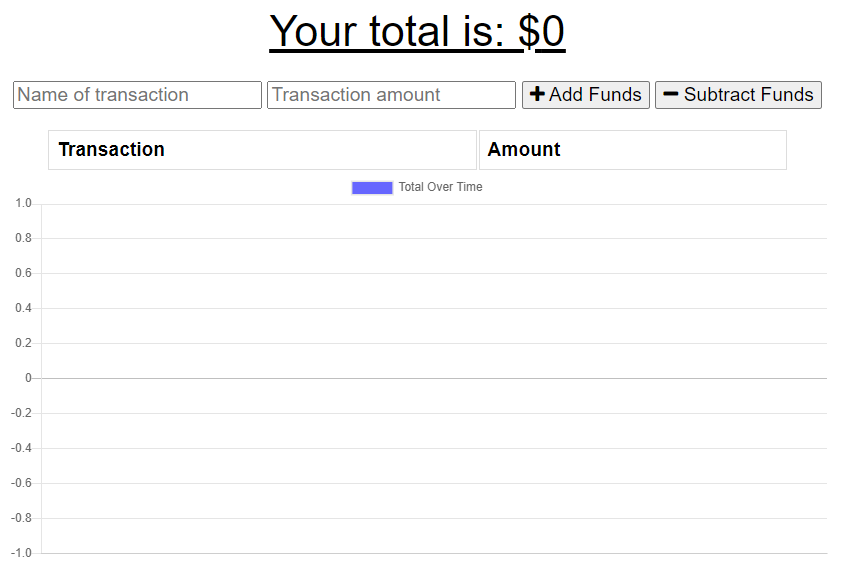 Your total is: $0
Name of transaction Transaction amount Add Funds Subtract Funds
Transaction Amount
Total Over Time
1.0
0.8
0.6
0.4
0.2
0
-0.2
-0.4
-0.6
-0.8
-1.0